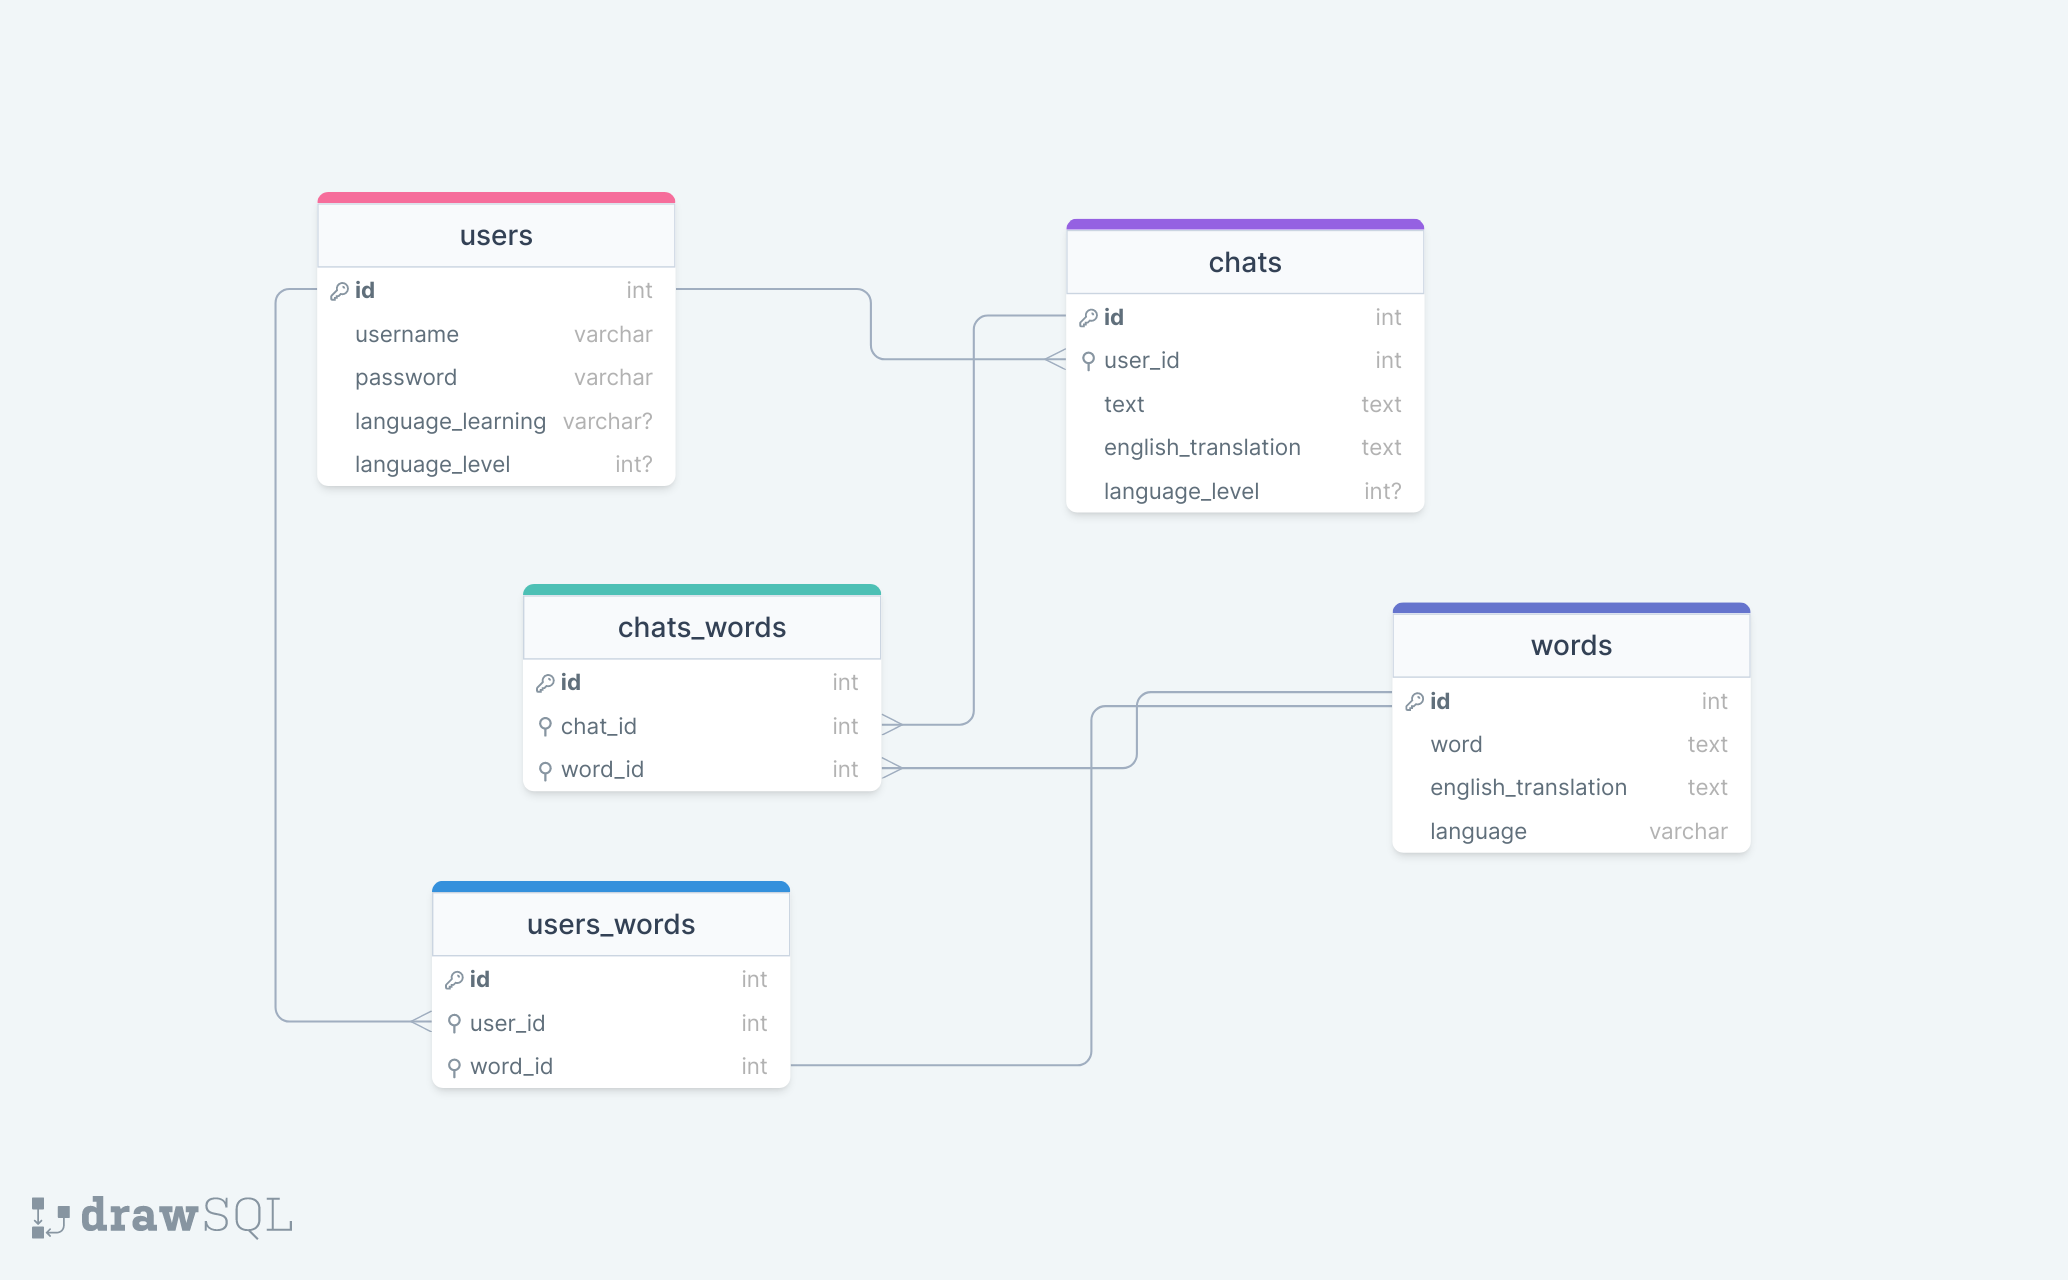 users
id int
username varchar
password varchar
language_learning varchar?
language_level int?
chats
id int
user_id int
text text
english_translation text
language_level int?
chats_words
id int
chat_id int
word_id int
words
id int
word text
english_translation text
language varchar
users_words
id int
user_id int
word_id int
drawSQL